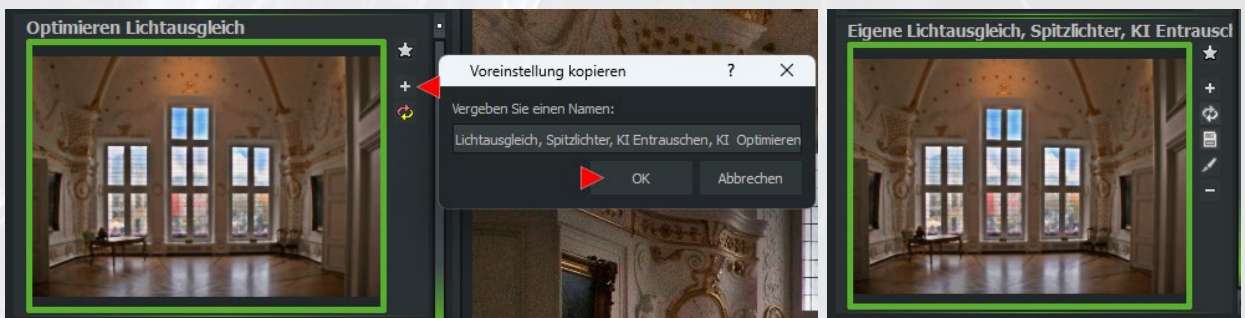 Optimieren Lichtausgleich
Voreinstellung kopieren
Vergeben Sie einen Namen:
Lichtausgleich, Spitzlichter, KI Entrauschen, KI Optimieren
OK
Abbrechen
Eigene Lichtausgleich, Spitzlichter, KI Entrausch